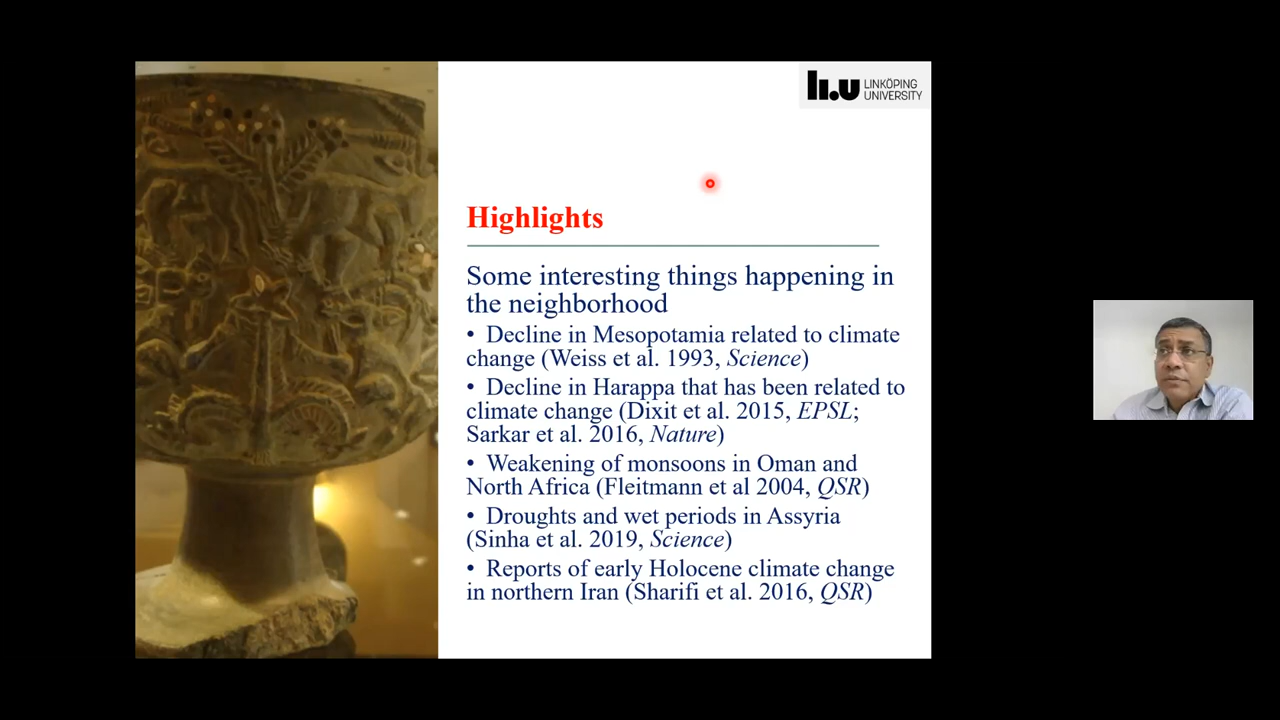 li.u LINKÖPING
UNIVERSITY
Highlights
Some interesting things happening in
the neighborhood
• Decline in Mesopotamia related to climate
change (Weiss et al. 1993, Science)
• Decline in Harappa that has been related to
climate change (Dixit et al. 2015, EPSL;
Sarkar et al. 2016, Nature)
• Weakening of monsoons in Oman and
North Africa (Fleitmann et al 2004, QSR)
• Droughts and wet periods in Assyria
(Sinha et al. 2019, Science)
• Reports of early Holocene climate change
in northern Iran (Sharifi et al. 2016, QSR)